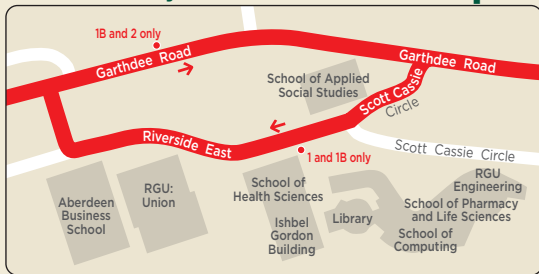 1B and 2 only
Garthdee Road
Garthdee Road
School of Applied
Social Studies
Scott Cassie
Circle
Riverside East
1 and 1B only
Scott Cassie Circle
Aberdeen
Business
School
RGU:
Union
School of
Health Sciences
Ishbel
Gordon
Building
Library
RGU
Engineering
School of Pharmacy
and Life Sciences
School of
Computing